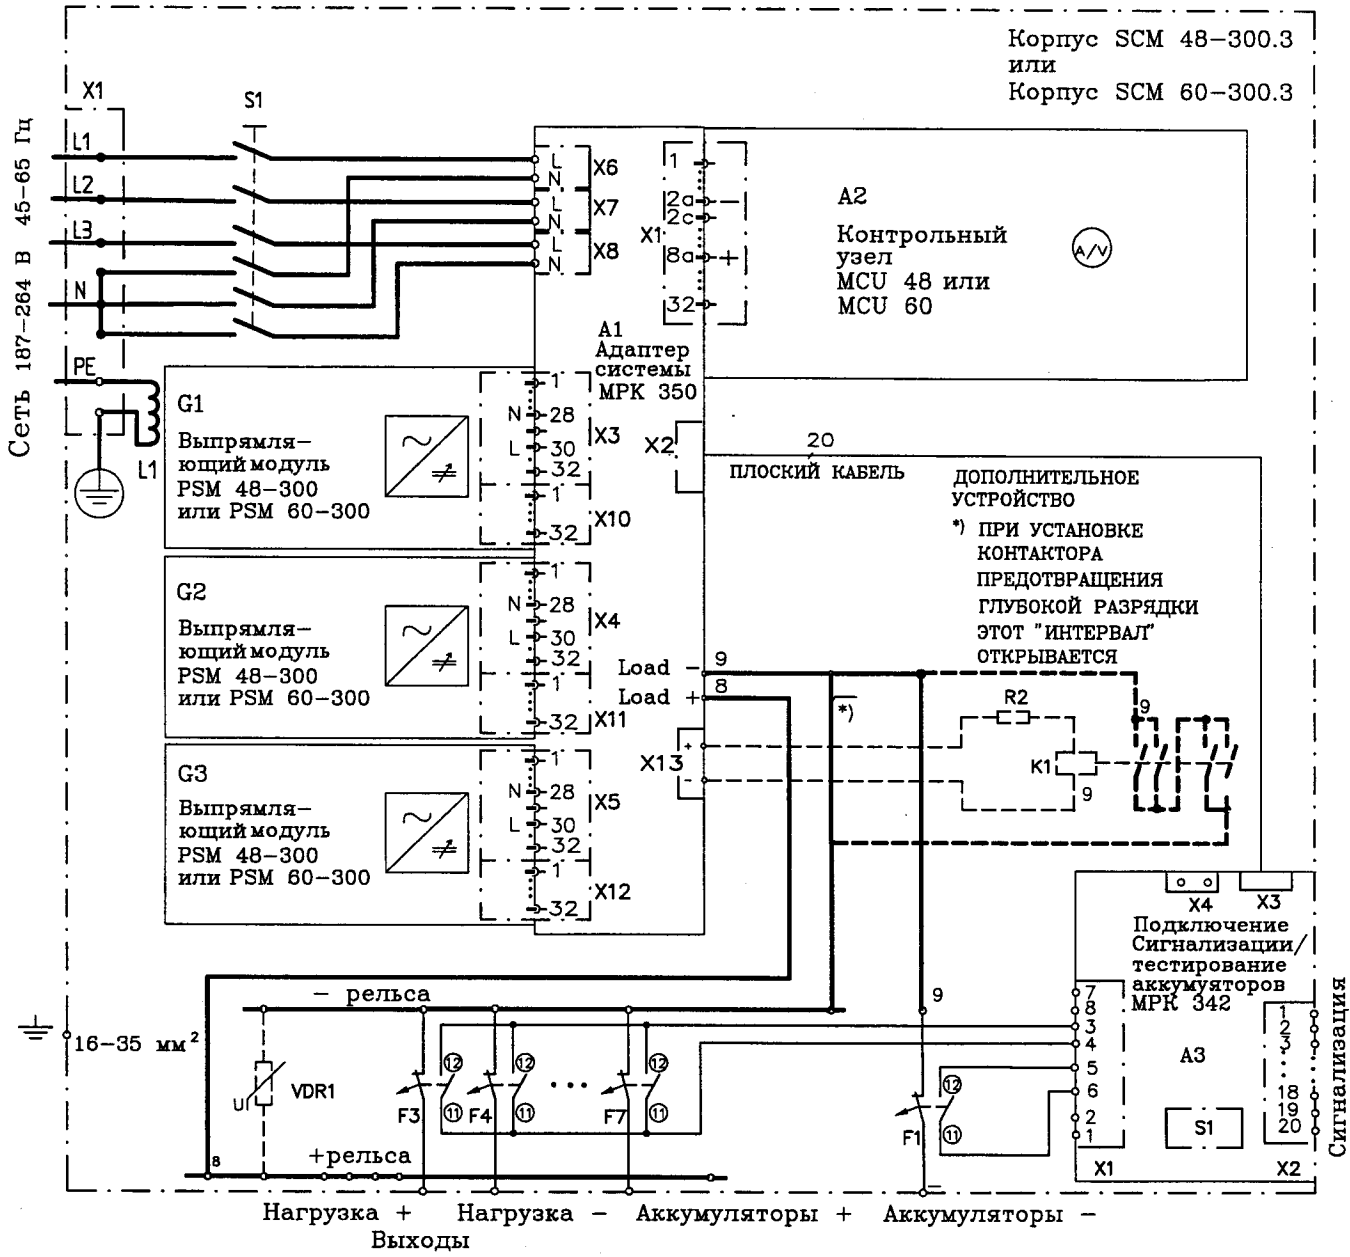 Корпус SCM 48-300.3
или
Корпус SCM 60-300.3
Сеть 187-264 В 45-65 Гц
X1
S1
L1
L2
L3
N
PE
L1
L
N
X6
L
N
X7
L
N
X8
X1
1
2a
2c
8a
32
-
+
A2
Контрольный
узел
MCU 48 или
MCU 60
A/V
A1
Адаптер
системы
МРК 350
G1
Выпрямля-
ющий модуль
PSM 48-300
или PSM 60-300
1
N 28
L 30
32
X3
1
32
X10
X2
20
ПЛОСКИЙ КАБЕЛЬ
ДОПОЛНИТЕЛЬНОЕ
УСТРОЙСТВО
*) ПРИ УСТАНОВКЕ
КОНТАКТОРА
ПРЕДОТВРАЩЕНИЯ
ГЛУБОКОЙ РАЗРЯДКИ
ЭТОТ "ИНТЕРВАЛ"
ОТКРЫВАЕТСЯ
G2
Выпрямля-
ющий модуль
PSM 48-300
или PSM 60-300
1
N 28
L 30
32
X4
1
32
X11
Load - 9
Load + 8
*)
R2
9
K1
9
X13
+
-
G3
Выпрямля-
ющий модуль
PSM 48-300
или PSM 60-300
1
N 28
L 30
32
X5
1
32
X12
X4
X3
Подключение
Сигнализации/
тестирование
аккумуяторов
МРК 342
7
8
3
4
5
6
2
1
X1
A3
S1
1
2
3
18
19
20
X2
Сигнализация
- рельса
9
16-35 мм²
U
VDR1
F3
12
11
F4
12
11
F7
12
11
F1
12
11
8
+рельса
-
Нагрузка + Нагрузка - Аккумуляторы + Аккумуляторы -
Выходы